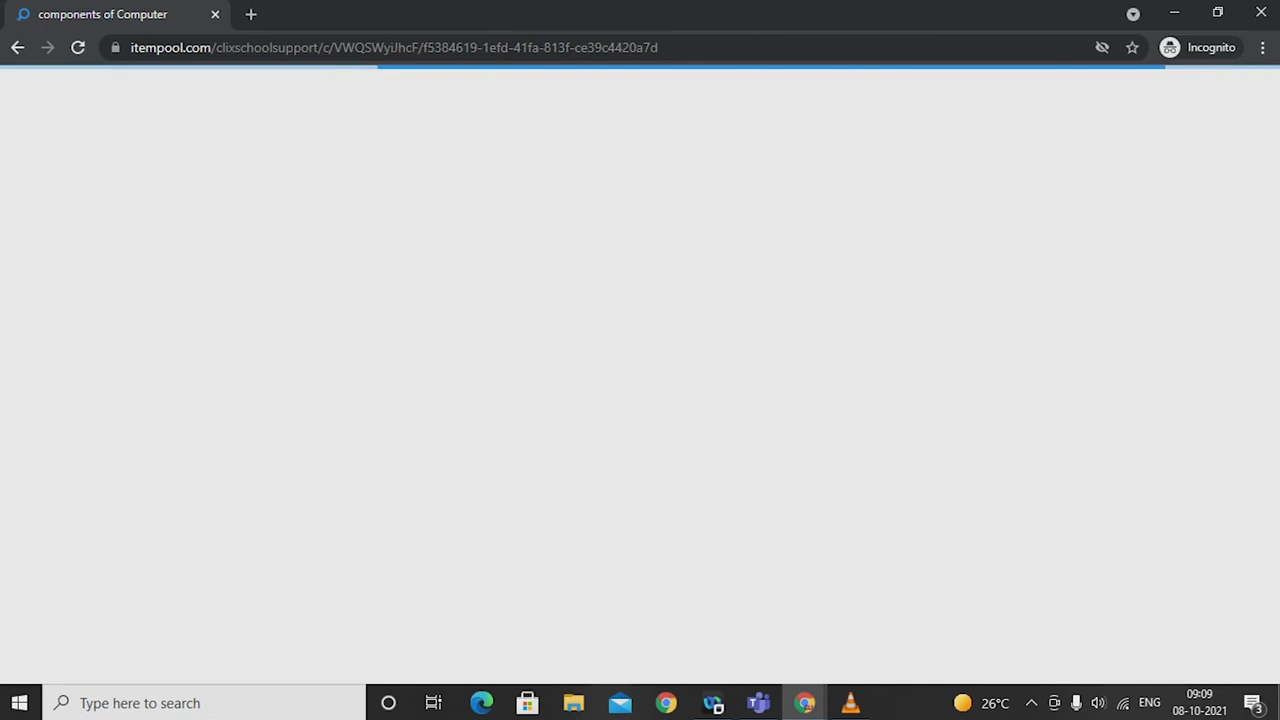 components of Computer
itempool.com/clixschoolsupport/c/VWQSWyiJhcF/f5384619-1efd-41fa-813f-ce39c4420a7d
Incognito
Type here to search
26°C
ENG
09:09
08-10-2021
3